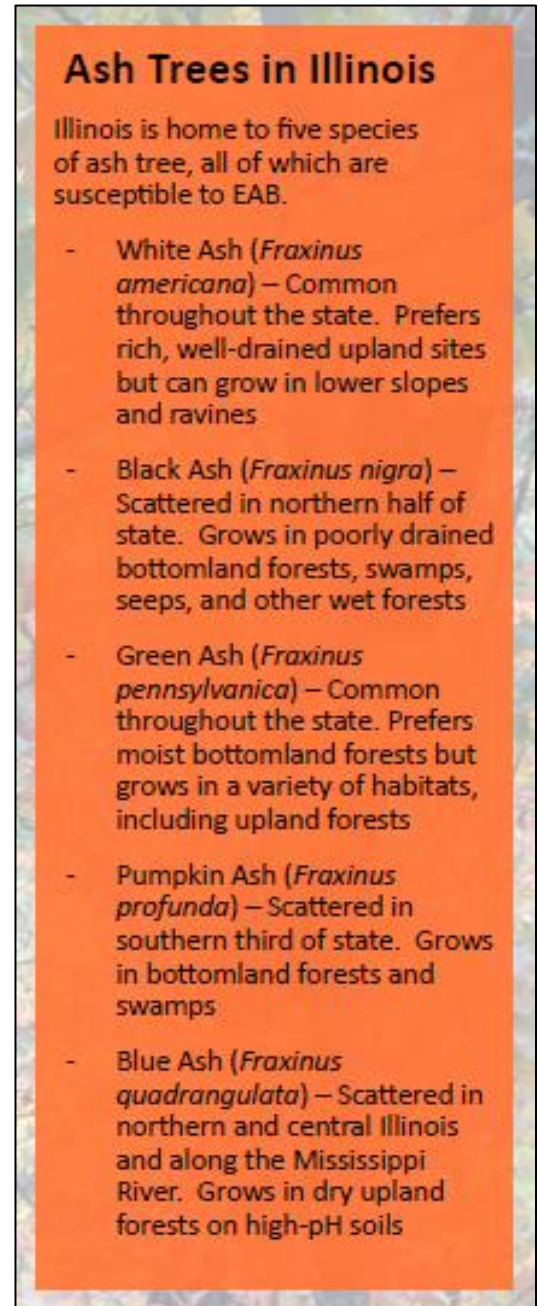 Ash Trees in Illinois
Illinois is home to five species
of ash tree, all of which are
susceptible to EAB.
- White Ash (Fraxinus
americana) – Common
throughout the state.  Prefers
rich, well-drained upland sites
but can grow in lower slopes
and ravines
- Black Ash (Fraxinus nigra) –
Scattered in northern half of
state.  Grows in poorly drained
bottomland forests, swamps,
seeps, and other wet forests
- Green Ash (Fraxinus
pennsylvanica) – Common
throughout the state. Prefers
moist bottomland forests but
grows in a variety of habitats,
including upland forests
- Pumpkin Ash (Fraxinus
profunda) – Scattered in
southern third of state.  Grows
in bottomland forests and
swamps
- Blue Ash (Fraxinus
quadrangulata) – Scattered in
northern and central Illinois
and along the Mississippi
River.  Grows in dry upland
forests on high-pH soils